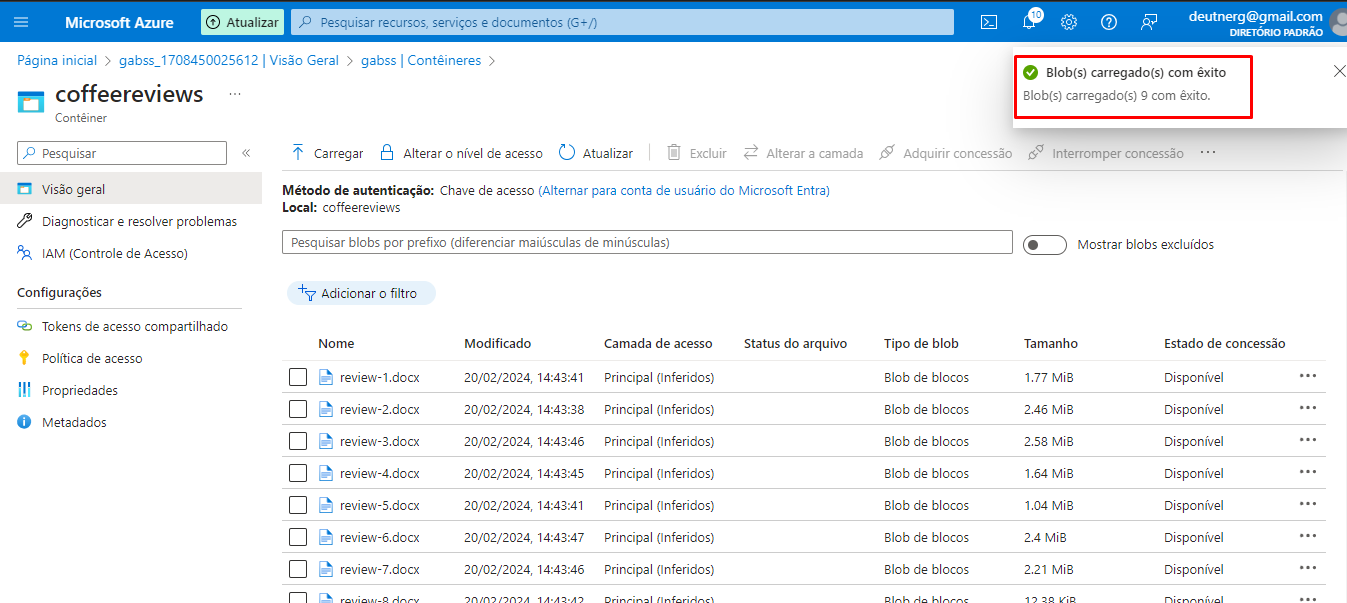 Microsoft Azure
Atualizar
Pesquisar recursos, serviços e documentos (G+/)
10
deutnerg@gmail.com
DIRETÓRIO PADRÃO
Página inicial > gabss_1708450025612 | Visão Geral > gabss | Contêineres >
coffeereviews ...
Contêiner
Blob(s) carregado(s) com êxito
Blob(s) carregado(s) 9 com êxito.
Pesquisar
«
Visão geral
Diagnosticar e resolver problemas
IAM (Controle de Acesso)
Configurações
Tokens de acesso compartilhado
Política de acesso
Propriedades
Metadados
Carregar Alterar o nível de acesso Atualizar Excluir Alterar a camada Adquirir concessão Interromper concessão ...
Método de autenticação: Chave de acesso (Alternar para conta de usuário do Microsoft Entra)
Local: coffeereviews
Pesquisar blobs por prefixo (diferenciar maiúsculas de minúsculas)
Mostrar blobs excluídos
Adicionar o filtro
Nome Modificado Camada de acesso Status do arquivo Tipo de blob Tamanho Estado de concessão
review-1.docx 20/02/2024, 14:43:41 Principal (Inferidos) Blob de blocos 1.77 MiB Disponível ...
review-2.docx 20/02/2024, 14:43:38 Principal (Inferidos) Blob de blocos 2.46 MiB Disponível ...
review-3.docx 20/02/2024, 14:43:46 Principal (Inferidos) Blob de blocos 2.58 MiB Disponível ...
review-4.docx 20/02/2024, 14:43:45 Principal (Inferidos) Blob de blocos 1.64 MiB Disponível ...
review-5.docx 20/02/2024, 14:43:41 Principal (Inferidos) Blob de blocos 1.04 MiB Disponível ...
review-6.docx 20/02/2024, 14:43:47 Principal (Inferidos) Blob de blocos 2.4 MiB Disponível ...
review-7.docx 20/02/2024, 14:43:46 Principal (Inferidos) Blob de blocos 2.21 MiB Disponível ...
review-8.docx 20/02/2024, 14:43:42 Principal (Inferidos) Blob de blocos 12.38 KiB Disponível ...